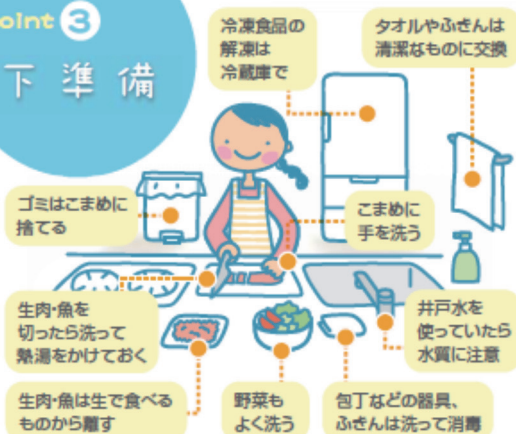 oint 3
下準備
冷凍食品の
解凍は
冷蔵庫で
タオルやふきんは
清潔なものに交換
ゴミはこまめに
捨てる
こまめに
手を洗う
生肉・魚を
切ったら洗って
熱湯をかけておく
井戸水を
使っていたら
水質に注意
生肉・魚は生で食べる
ものから離す
野菜も
よく洗う
包丁などの器具、
ふきんは洗って消毒